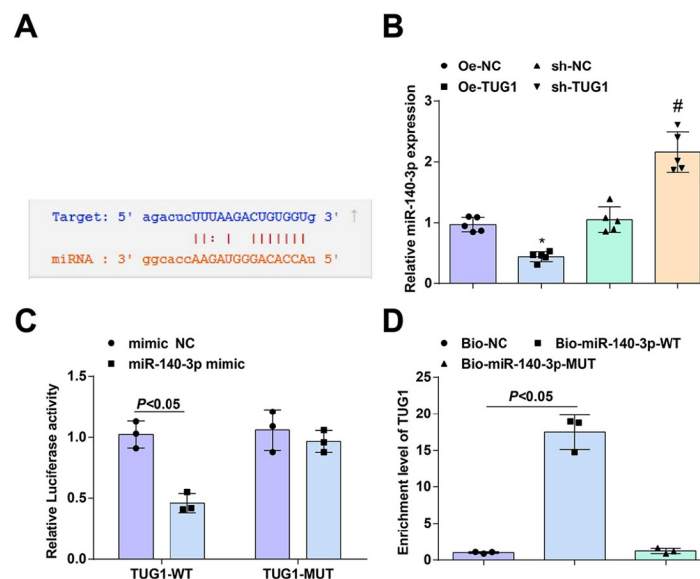 A
Target: 5' agacucUUUAAGACUGUGGUg 3' ↑
||: | |||||||
miRNA : 3' ggcaccAAGAUGGGACACCAu 5'
B
Oe-NC sh-NC
Oe-TUG1 sh-TUG1
Relative miR-140-3p expression
3
2
1
0
*
#
C
mimic NC
miR-140-3p mimic
Relative Luciferase activity
1.5
1.0
0.5
0.0
P<0.05
TUG1-WT TUG1-MUT
D
Bio-NC Bio-miR-140-3p-WT
Bio-miR-140-3p-MUT
Enrichment level of TUG1
25
20
15
10
5
0
P<0.05